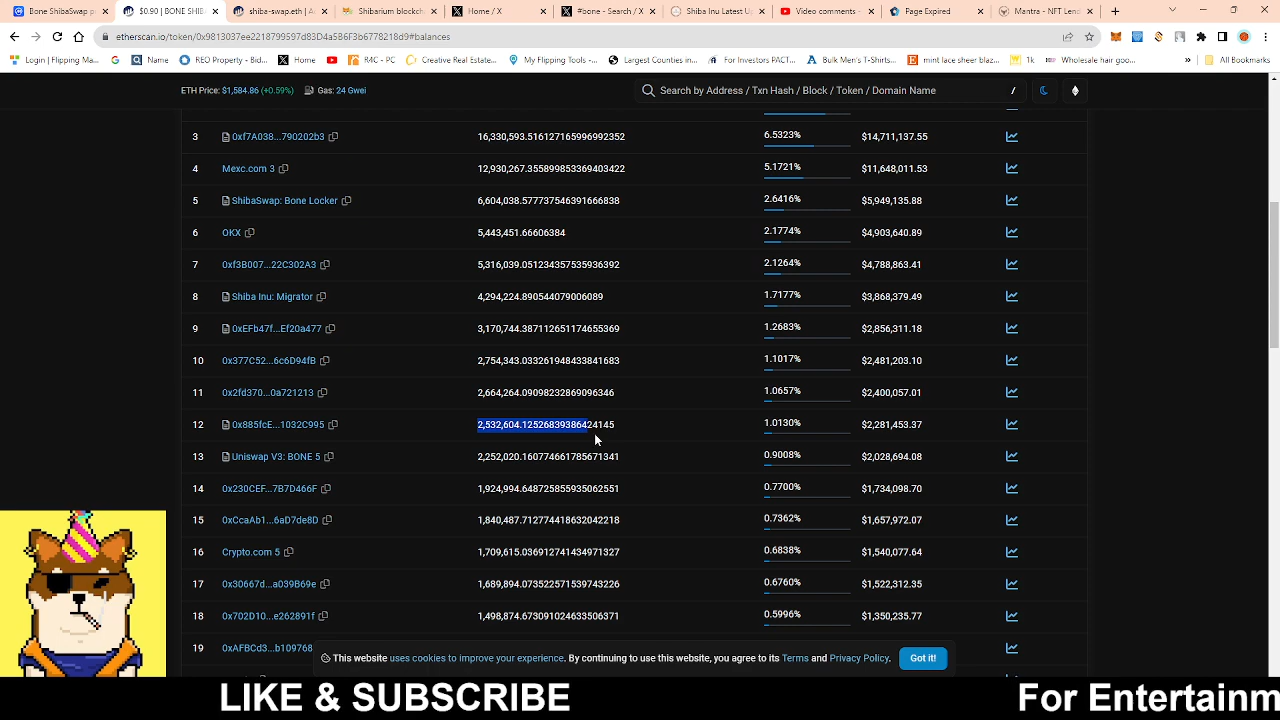 Bone ShibaSwap pr
$0.90 | BONE SHIB
shiba-swap.eth | Ad
Shibarium blockch
Home / X
#bone - Search / X
Shiba Inu Latest Up
Video comments -
Page Expired
Mantra - NFT Lend
etherscan.io/token/0x9813037ee2218799597d83D4a5B6F3b6778218d9#balances
Login | Flipping Ma...
Name
REO Property - Bid...
Home
R4C - PC
Creative Real Estate...
My Flipping Tools -...
Largest Counties in...
For Investors PACT...
Bulk Men's T-Shirts...
mint lace sheer blaz...
1k
Wholesale hair goo...
» All Bookmarks
ETH Price: $1,584.86 (+0.59%) Gas: 24 Gwei
Search by Address / Txn Hash / Block / Token / Domain Name /
3 0xf7A038...790202b3 16,330,593.516127165996992352 6.5323% $14,711,137.55
4 Mexc.com 3 12,930,267.355899853369403422 5.1721% $11,648,011.53
5 ShibaSwap: Bone Locker 6,604,038.577737546391666838 2.6416% $5,949,135.88
6 OKX 5,443,451.66606384 2.1774% $4,903,640.89
7 0xf3B007...22C302A3 5,316,039.051234357535936392 2.1264% $4,788,863.41
8 Shiba Inu: Migrator 4,294,224.890544079006089 1.7177% $3,868,379.49
9 0xEFb47f...Ef20a477 3,170,744.387112651174655369 1.2683% $2,856,311.18
10 0x377C52...6c6D94fB 2,754,343.033261948433841683 1.1017% $2,481,203.10
11 0x2fd370...0a721213 2,664,264.09098232869096346 1.0657% $2,400,057.01
12 0x885fcE...1032C995 2,532,604.12526839386424145 1.0130% $2,281,453.37
13 Uniswap V3: BONE 5 2,252,020.160774661785671341 0.9008% $2,028,694.08
14 0x230CEF...7B7D466F 1,924,994.648725855935062551 0.7700% $1,734,098.70
15 0xCcaAb1...6aD7de8D 1,840,487.712774418632042218 0.7362% $1,657,972.07
16 Crypto.com 5 1,709,615.036912741434971327 0.6838% $1,540,077.64
17 0x30667d...a039B69e 1,689,894.073522571539743226 0.6760% $1,522,312.35
18 0x702D10...e262891f 1,498,874.673091024633506371 0.5996% $1,350,235.77
19 0xAFBCd3...b109768
This website uses cookies to improve your experience. By continuing to use this website, you agree to its Terms and Privacy Policy.
Got it!
LIKE & SUBSCRIBE
For Entertainm